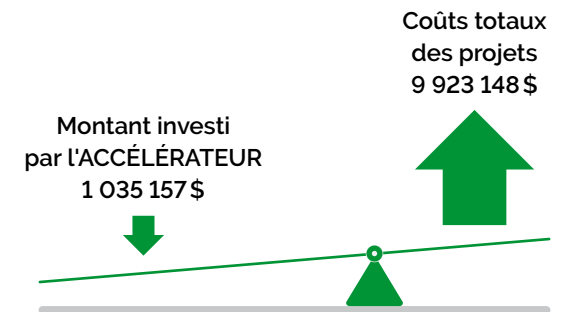 Coûts totaux
des projets
9 923 148 $
Montant investi
par l'ACCÉLÉRATEUR
1 035 157 $